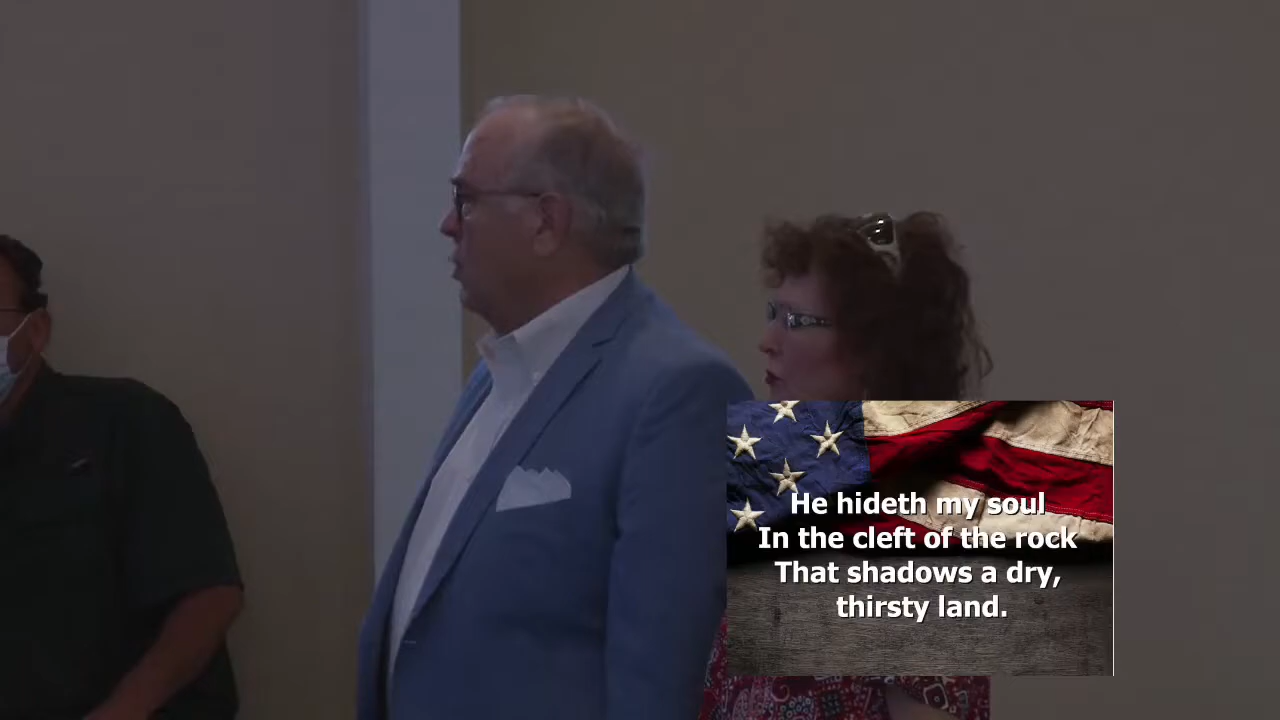 He hideth my soul
In the cleft of the rock
That shadows a dry,
thirsty land.